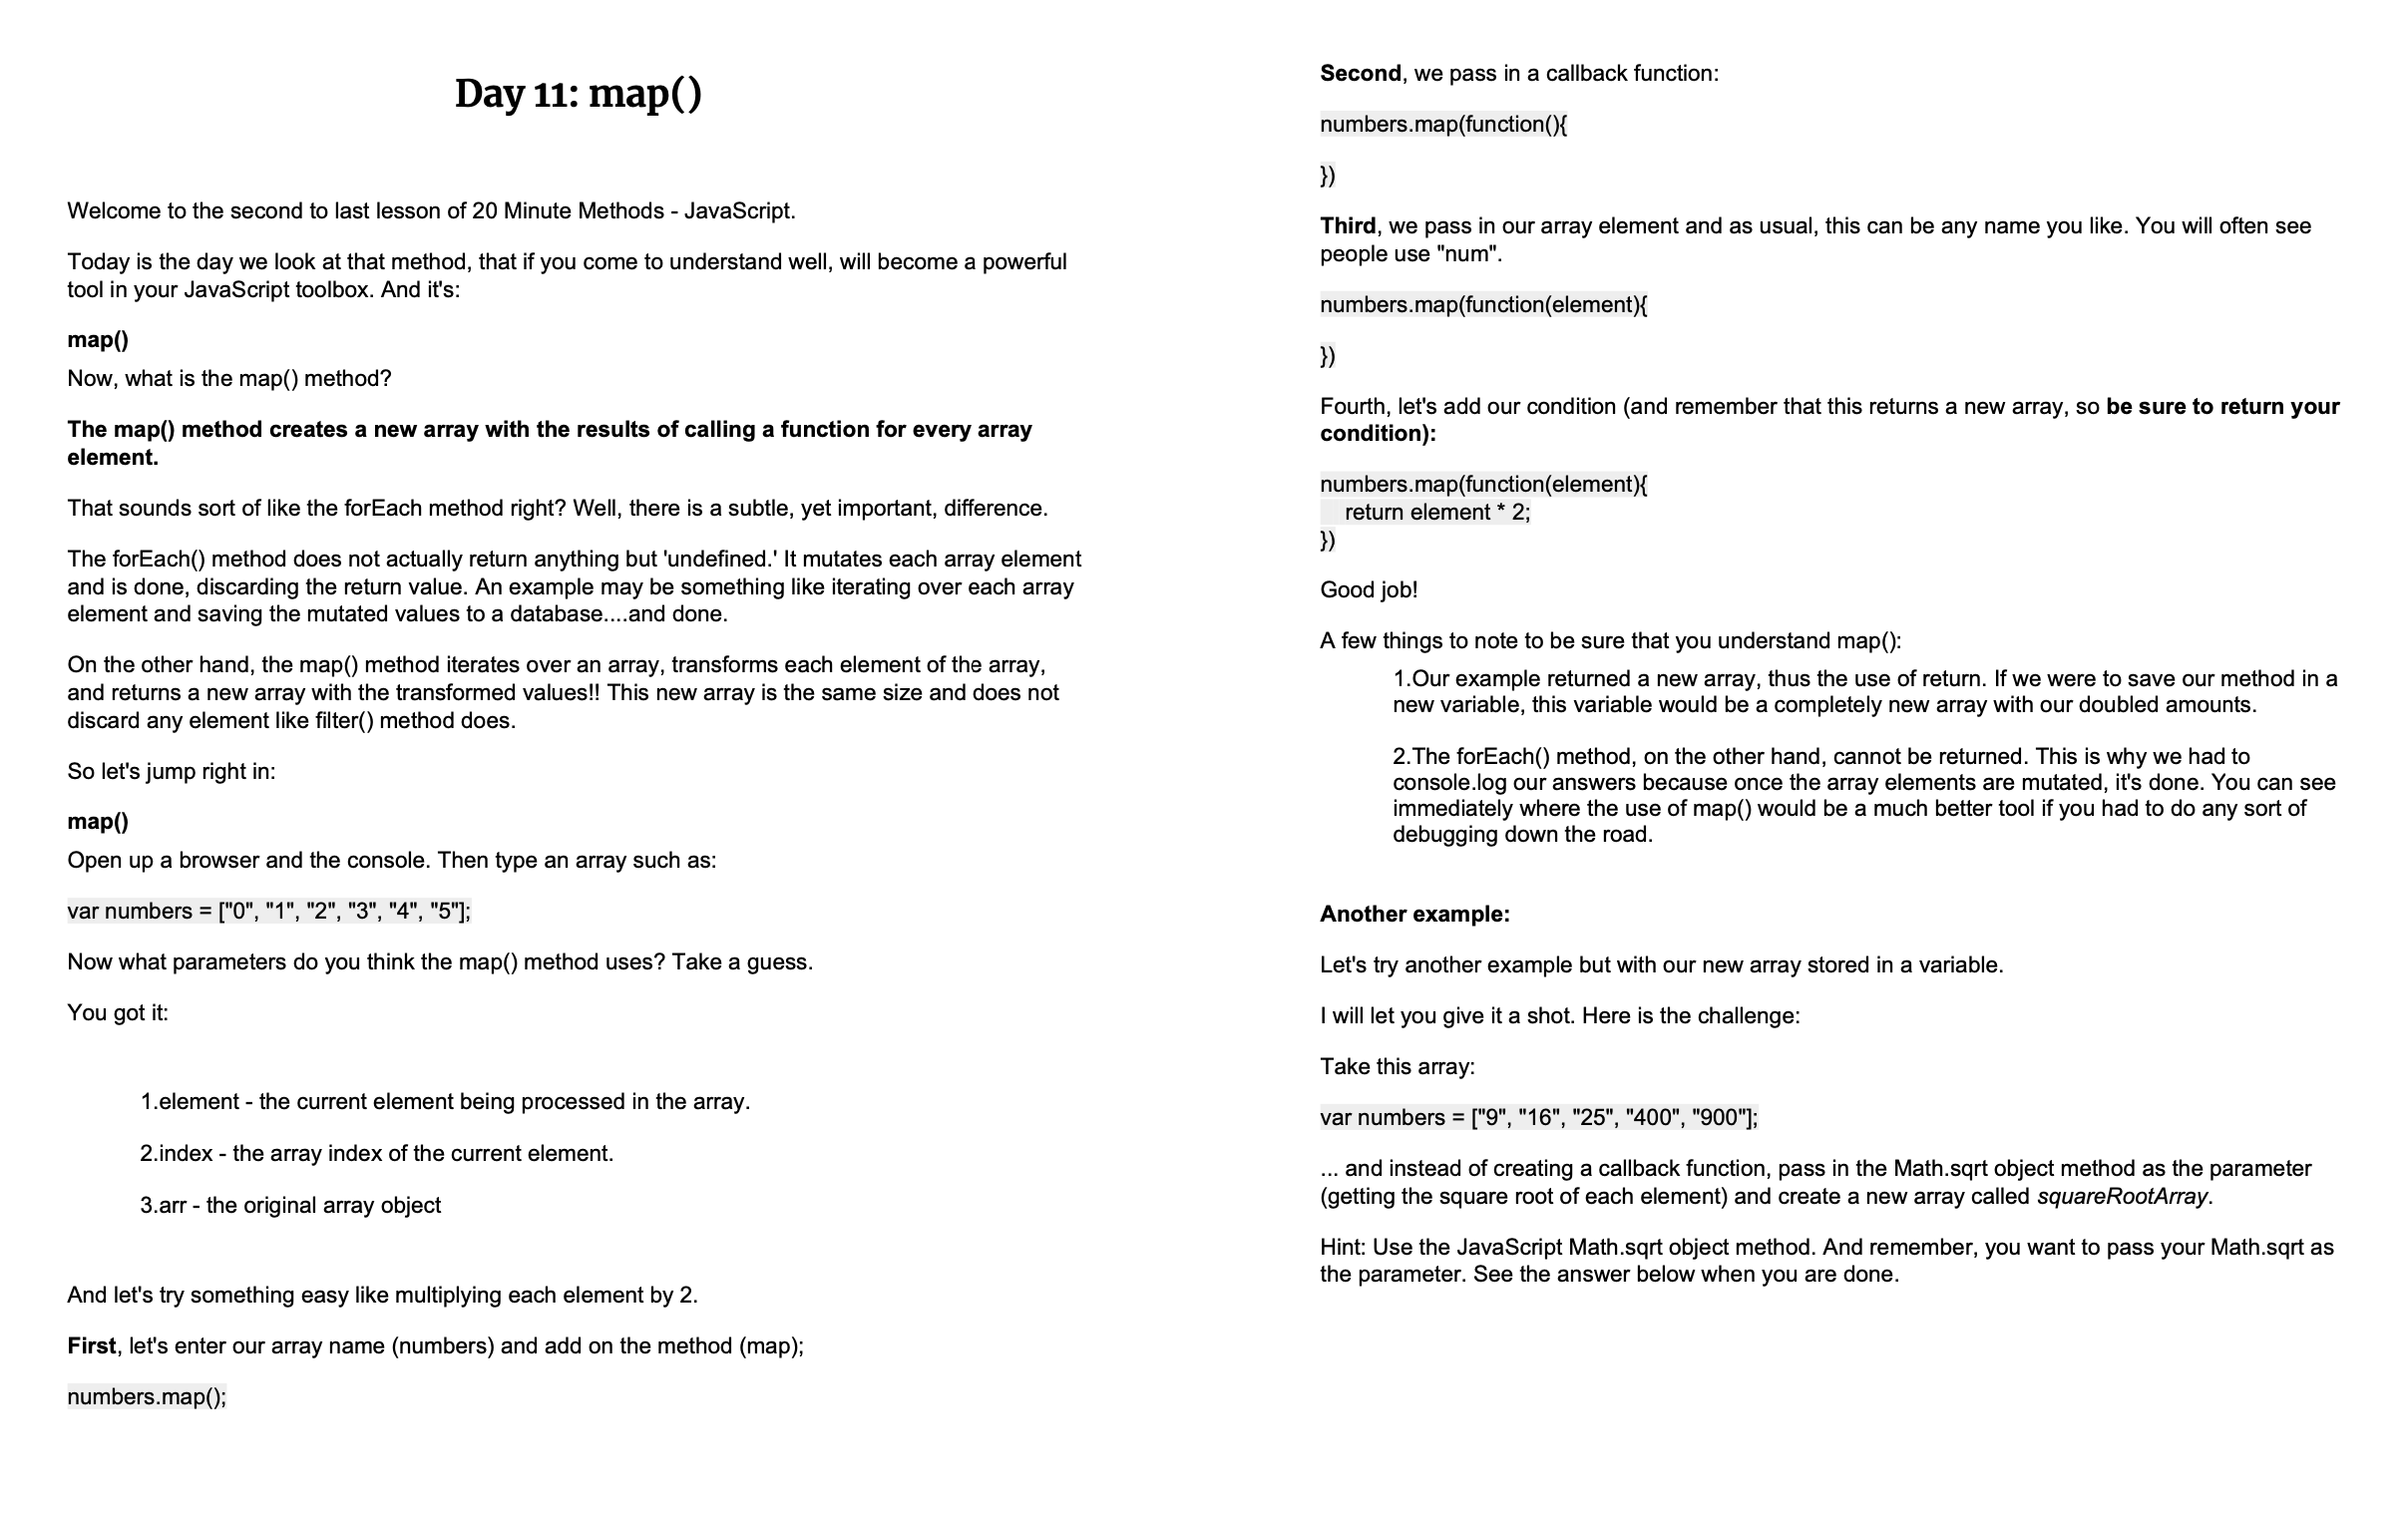 Day 11: map()
Welcome to the second to last lesson of 20 Minute Methods - JavaScript.
Today is the day we look at that method, that if you come to understand well, will become a powerful
tool in your JavaScript toolbox. And it's:
map()
Now, what is the map() method?
The map() method creates a new array with the results of calling a function for every array
element.
That sounds sort of like the forEach method right? Well, there is a subtle, yet important, difference.
The forEach() method does not actually return anything but 'undefined.' It mutates each array element
and is done, discarding the return value. An example may be something like iterating over each array
element and saving the mutated values to a database....and done.
On the other hand, the map() method iterates over an array, transforms each element of the array,
and returns a new array with the transformed values!! This new array is the same size and does not
discard any element like filter() method does.
So let's jump right in:
map()
Open up a browser and the console. Then type an array such as:
var numbers = ["0", "1", "2", "3", "4", "5"];
Now what parameters do you think the map() method uses? Take a guess.
You got it:
1.element - the current element being processed in the array.
2.index - the array index of the current element.
3.arr - the original array object
And let's try something easy like multiplying each element by 2.
First, let's enter our array name (numbers) and add on the method (map);
numbers.map();
Second, we pass in a callback function:
numbers.map(function(){
})
Third, we pass in our array element and as usual, this can be any name you like. You will often see
people use "num".
numbers.map(function(element){
})
Fourth, let's add our condition (and remember that this returns a new array, so be sure to return your
condition):
numbers.map(function(element){
return element * 2;
})
Good job!
A few things to note to be sure that you understand map():
1.Our example returned a new array, thus the use of return. If we were to save our method in a
new variable, this variable would be a completely new array with our doubled amounts.
2.The forEach() method, on the other hand, cannot be returned. This is why we had to
console.log our answers because once the array elements are mutated, it's done. You can see
immediately where the use of map() would be a much better tool if you had to do any sort of
debugging down the road.
Another example:
Let's try another example but with our new array stored in a variable.
I will let you give it a shot. Here is the challenge:
Take this array:
var numbers = ["9", "16", "25", "400", "900"];
... and instead of creating a callback function, pass in the Math.sqrt object method as the parameter
(getting the square root of each element) and create a new array called squareRootArray.
Hint: Use the JavaScript Math.sqrt object method. And remember, you want to pass your Math.sqrt as
the parameter. See the answer below when you are done.